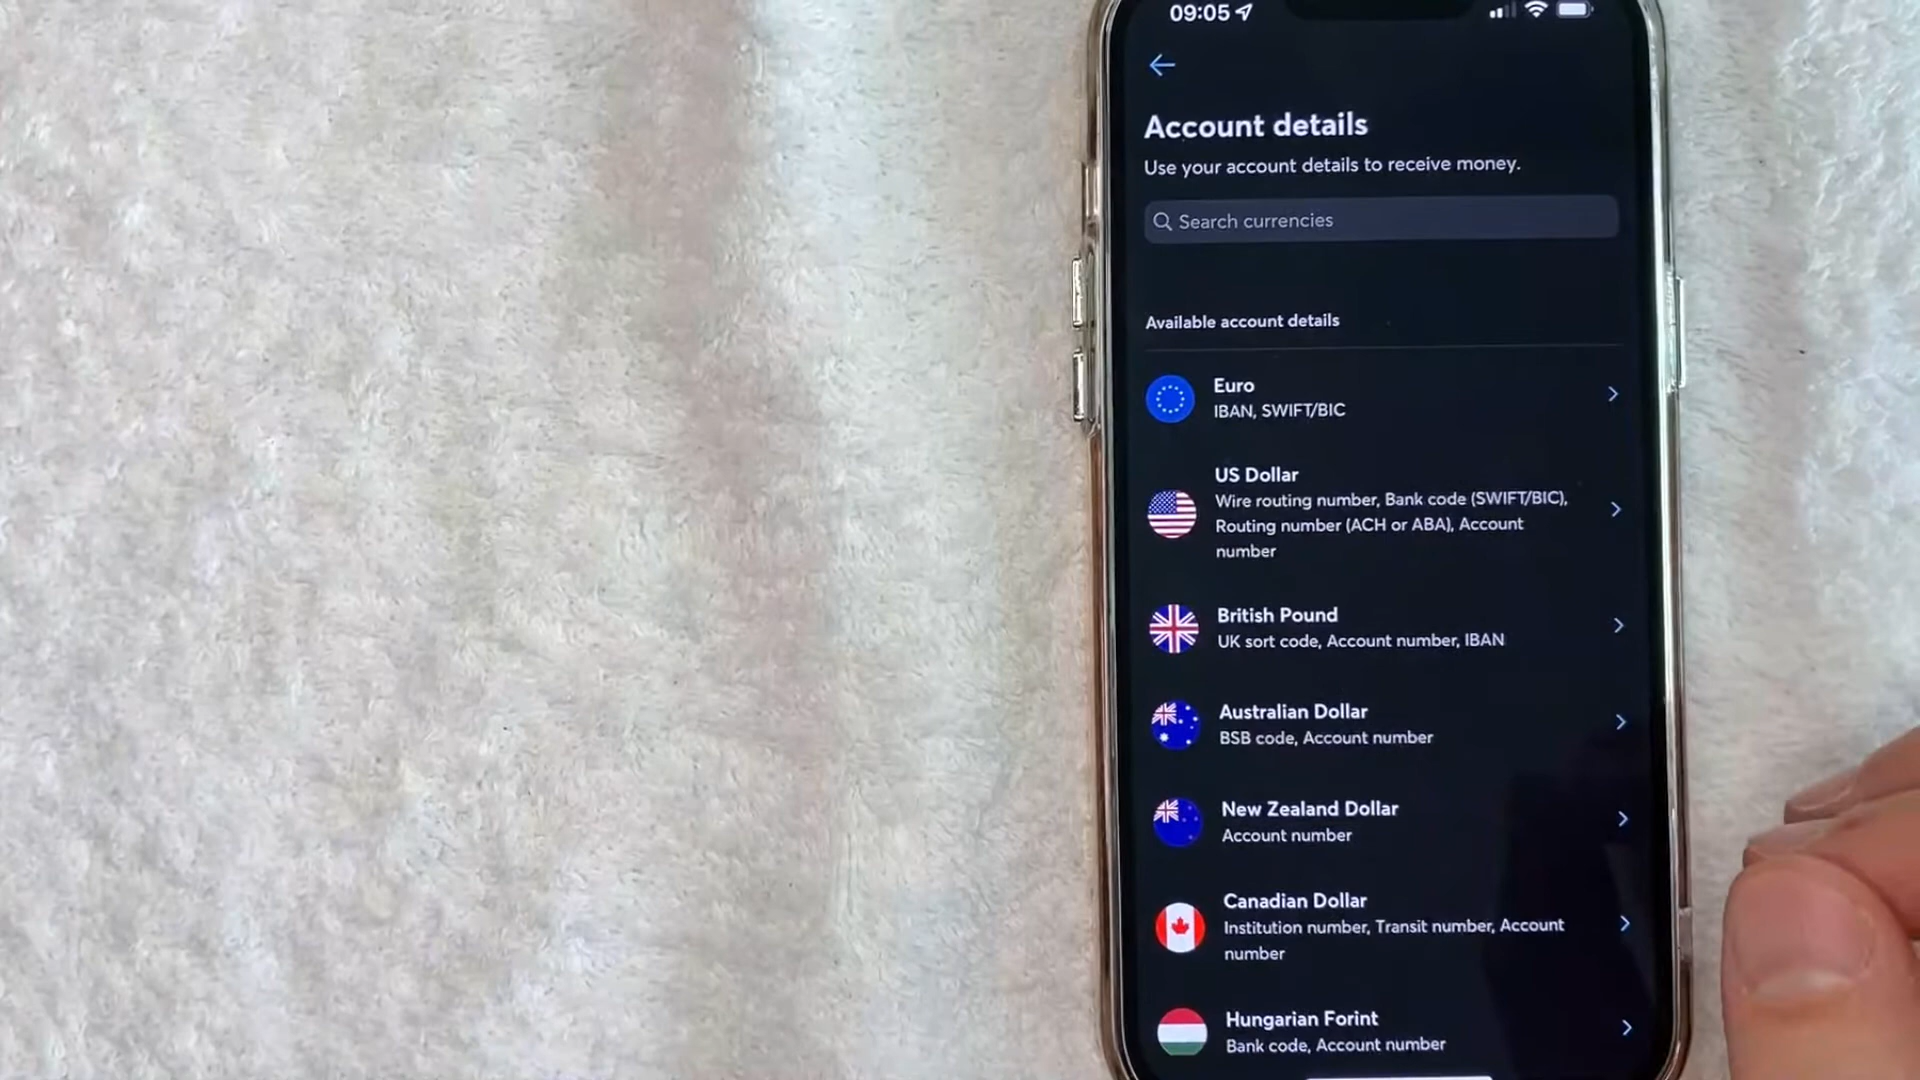 09:05
Account details
Use your account details to receive money.
Search currencies
Available account details
Euro
IBAN, SWIFT/BIC
US Dollar
Wire routing number, Bank code (SWIFT/BIC),
Routing number (ACH or ABA), Account
number
British Pound
UK sort code, Account number, IBAN
Australian Dollar
BSB code, Account number
New Zealand Dollar
Account number
Canadian Dollar
Institution number, Transit number, Account
number
Hungarian Forint
Bank code, Account number